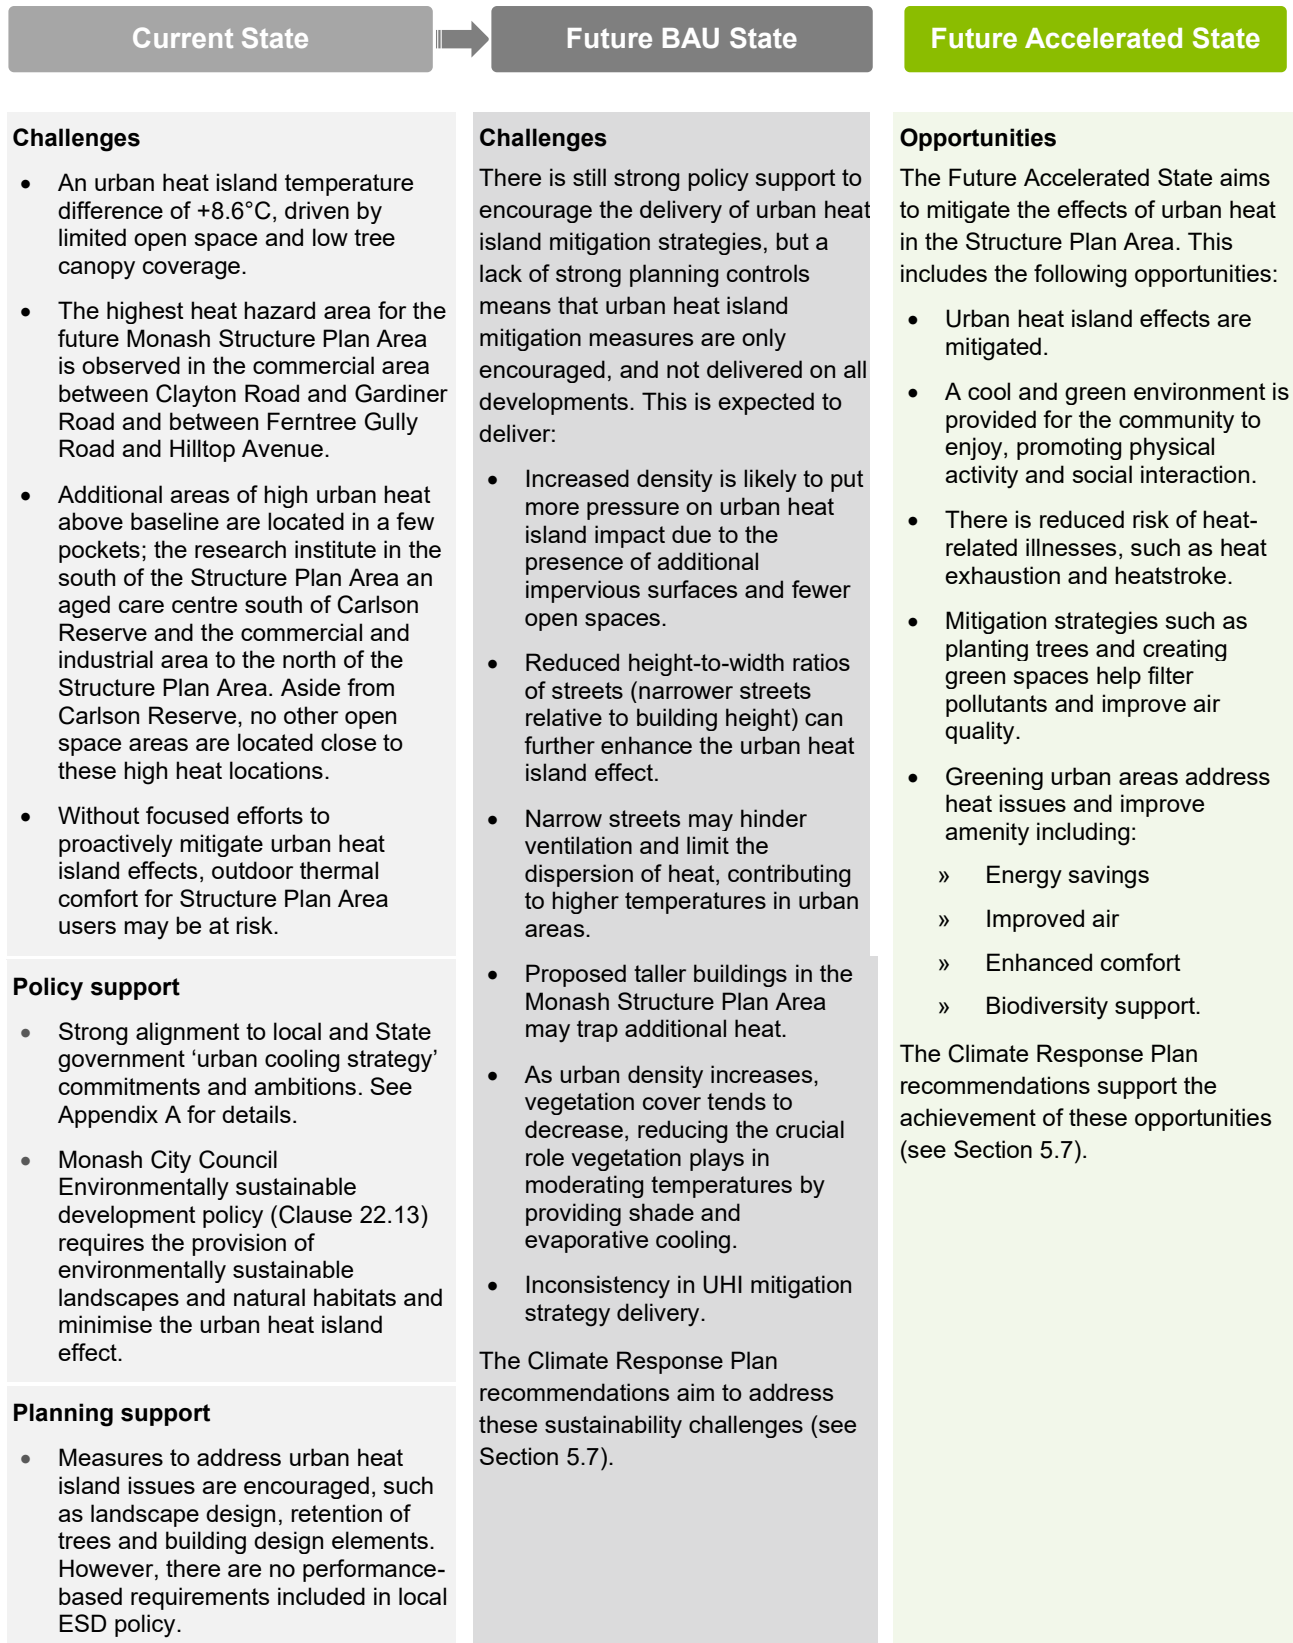 Current State
Future BAU State
Future Accelerated State
Challenges
• An urban heat island temperature
difference of +8.6°C, driven by
limited open space and low tree
canopy coverage.
• The highest heat hazard area for the
future Monash Structure Plan Area
is observed in the commercial area
between Clayton Road and Gardiner
Road and between Ferntree Gully
Road and Hilltop Avenue.
• Additional areas of high urban heat
above baseline are located in a few
pockets; the research institute in the
south of the Structure Plan Area an
aged care centre south of Carlson
Reserve and the commercial and
industrial area to the north of the
Structure Plan Area. Aside from
Carlson Reserve, no other open
space areas are located close to
these high heat locations.
• Without focused efforts to
proactively mitigate urban heat
island effects, outdoor thermal
comfort for Structure Plan Area
users may be at risk.
Policy support
• Strong alignment to local and State
government ‘urban cooling strategy’
commitments and ambitions. See
Appendix A for details.
• Monash City Council
Environmentally sustainable
development policy (Clause 22.13)
requires the provision of
environmentally sustainable
landscapes and natural habitats and
minimise the urban heat island
effect.
Planning support
• Measures to address urban heat
island issues are encouraged, such
as landscape design, retention of
trees and building design elements.
However, there are no performance-
based requirements included in local
ESD policy.
Challenges
There is still strong policy support to
encourage the delivery of urban heat
island mitigation strategies, but a
lack of strong planning controls
means that urban heat island
mitigation measures are only
encouraged, and not delivered on all
developments. This is expected to
deliver:
• Increased density is likely to put
more pressure on urban heat
island impact due to the
presence of additional
impervious surfaces and fewer
open spaces.
• Reduced height-to-width ratios
of streets (narrower streets
relative to building height) can
further enhance the urban heat
island effect.
• Narrow streets may hinder
ventilation and limit the
dispersion of heat, contributing
to higher temperatures in urban
areas.
• Proposed taller buildings in the
Monash Structure Plan Area
may trap additional heat.
• As urban density increases,
vegetation cover tends to
decrease, reducing the crucial
role vegetation plays in
moderating temperatures by
providing shade and
evaporative cooling.
• Inconsistency in UHI mitigation
strategy delivery.
The Climate Response Plan
recommendations aim to address
these sustainability challenges (see
Section 5.7).
Opportunities
The Future Accelerated State aims
to mitigate the effects of urban heat
in the Structure Plan Area. This
includes the following opportunities:
• Urban heat island effects are
mitigated.
• A cool and green environment is
provided for the community to
enjoy, promoting physical
activity and social interaction.
• There is reduced risk of heat-
related illnesses, such as heat
exhaustion and heatstroke.
• Mitigation strategies such as
planting trees and creating
green spaces help filter
pollutants and improve air
quality.
• Greening urban areas address
heat issues and improve
amenity including:
» Energy savings
» Improved air
» Enhanced comfort
» Biodiversity support.
The Climate Response Plan
recommendations support the
achievement of these opportunities
(see Section 5.7).